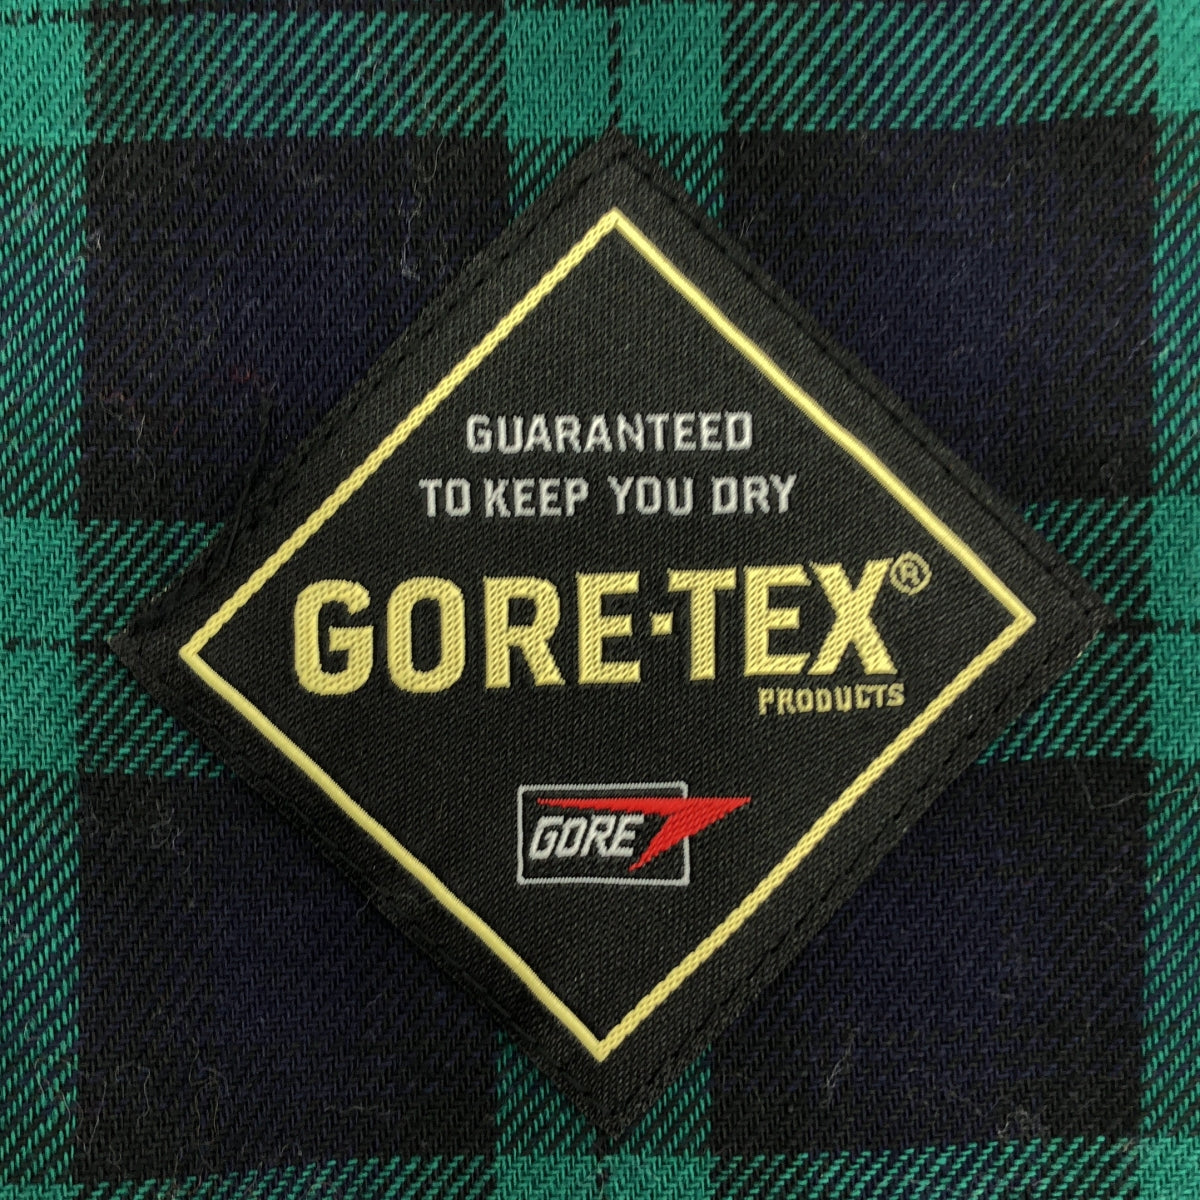 GUARANTEED
TO KEEP YOU DRY
GORE-TEX®
PRODUCTS
GORE